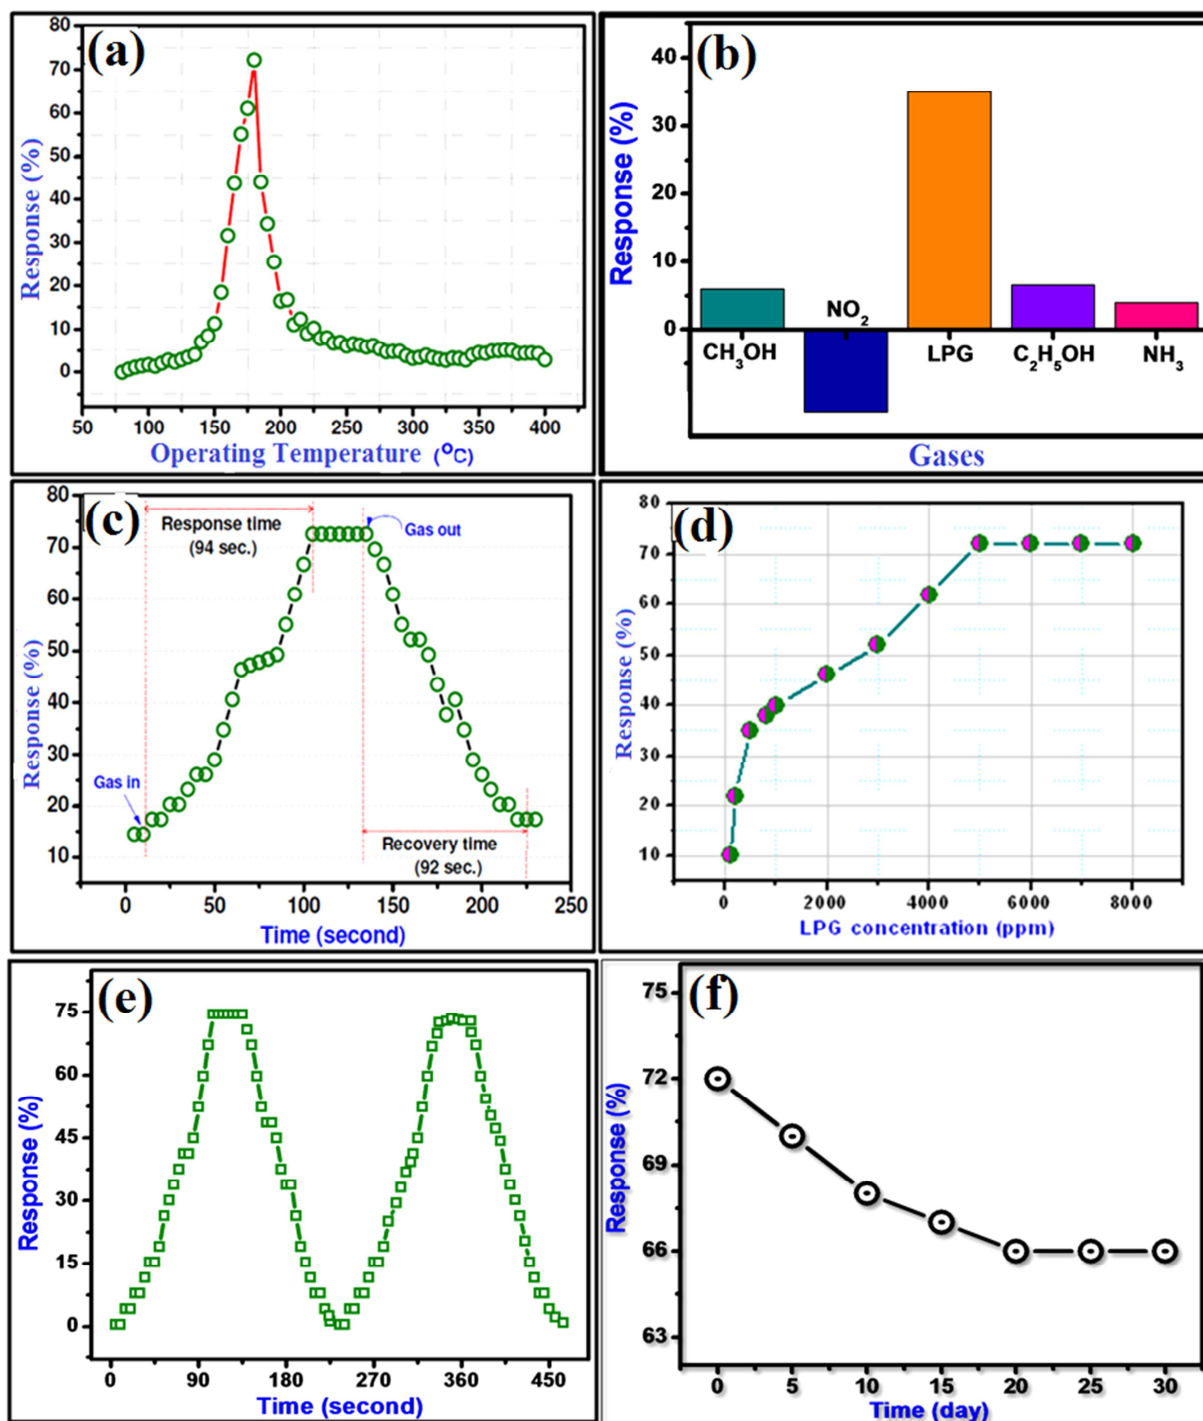 (a)
80
70
60
50
40
30
20
10
0
Response (%)
50 100 150 200 250 300 350 400
Operating Temperature (°C)
(b)
40
30
20
10
0
Response (%)
CH₃OH
NO₂
LPG
C₂H₅OH
NH₃
Gases
(c)
80
70
60
50
40
30
20
10
Response (%)
Response time
(94 sec.)
Gas out
Gas in
Recovery time
(92 sec.)
0 50 100 150 200 250
Time (second)
(d)
80
70
60
50
40
30
20
10
Response (%)
0 2000 4000 6000 8000
LPG concentration (ppm)
(e)
75
60
45
30
15
0
Response (%)
0 90 180 270 360 450
Time (second)
(f)
75
72
69
66
63
Response (%)
0 5 10 15 20 25 30
Time (day)